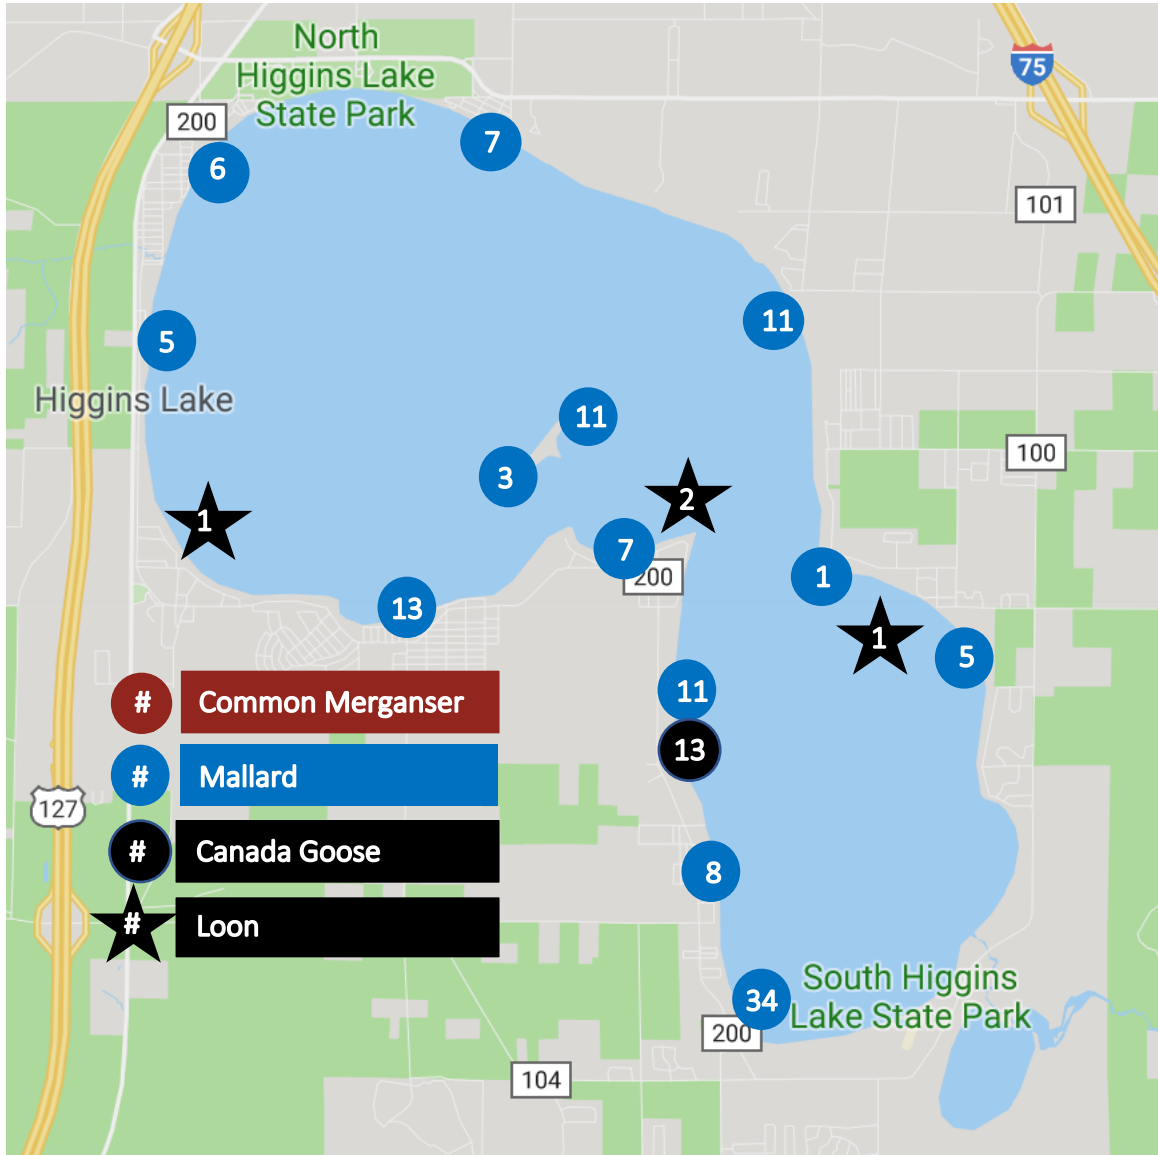 North
Higgins Lake
State Park
75
200
7
6
101
11
5
Higgins Lake
11
100
3
2
1
7
200
1
13
1
5
11
#
Common Merganser
13
#
Mallard
127
#
Canada Goose
8
#
Loon
South Higgins
Lake State Park
34
200
104